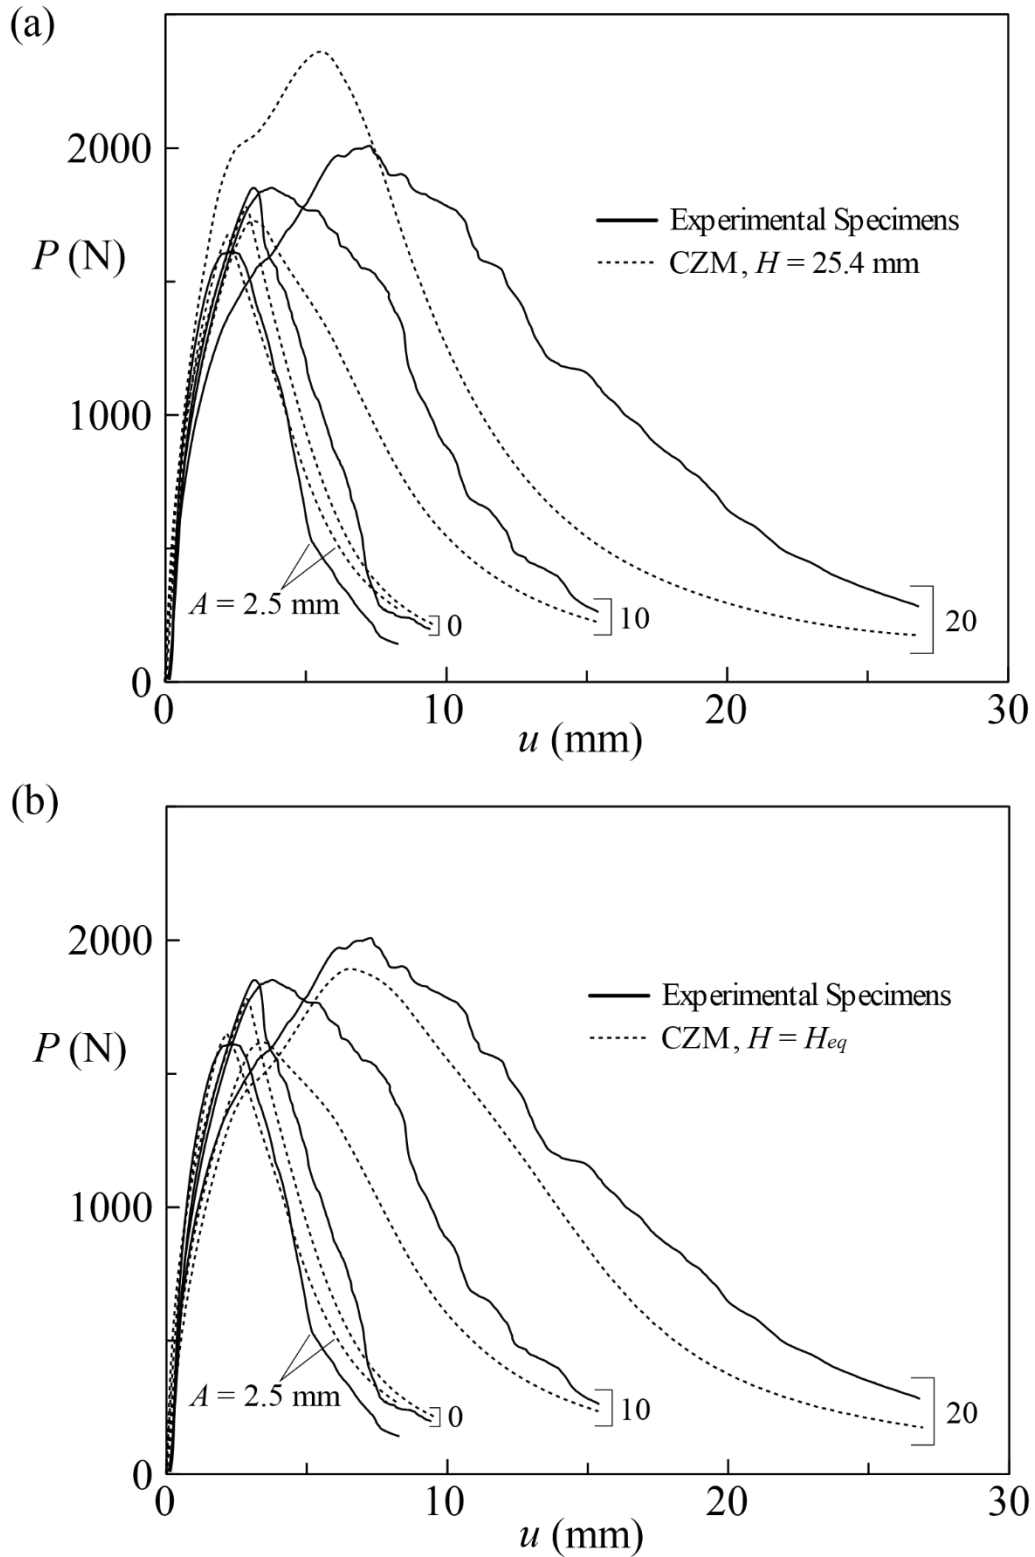 (a)
2000
1000
0
P (N)
Experimental Specimens
CZM, H = 25.4 mm
A = 2.5 mm
0
10
20
0
10
20
30
u (mm)
(b)
2000
1000
0
P (N)
Experimental Specimens
CZM, H = Heq
A = 2.5 mm
0
10
20
0
10
20
30
u (mm)